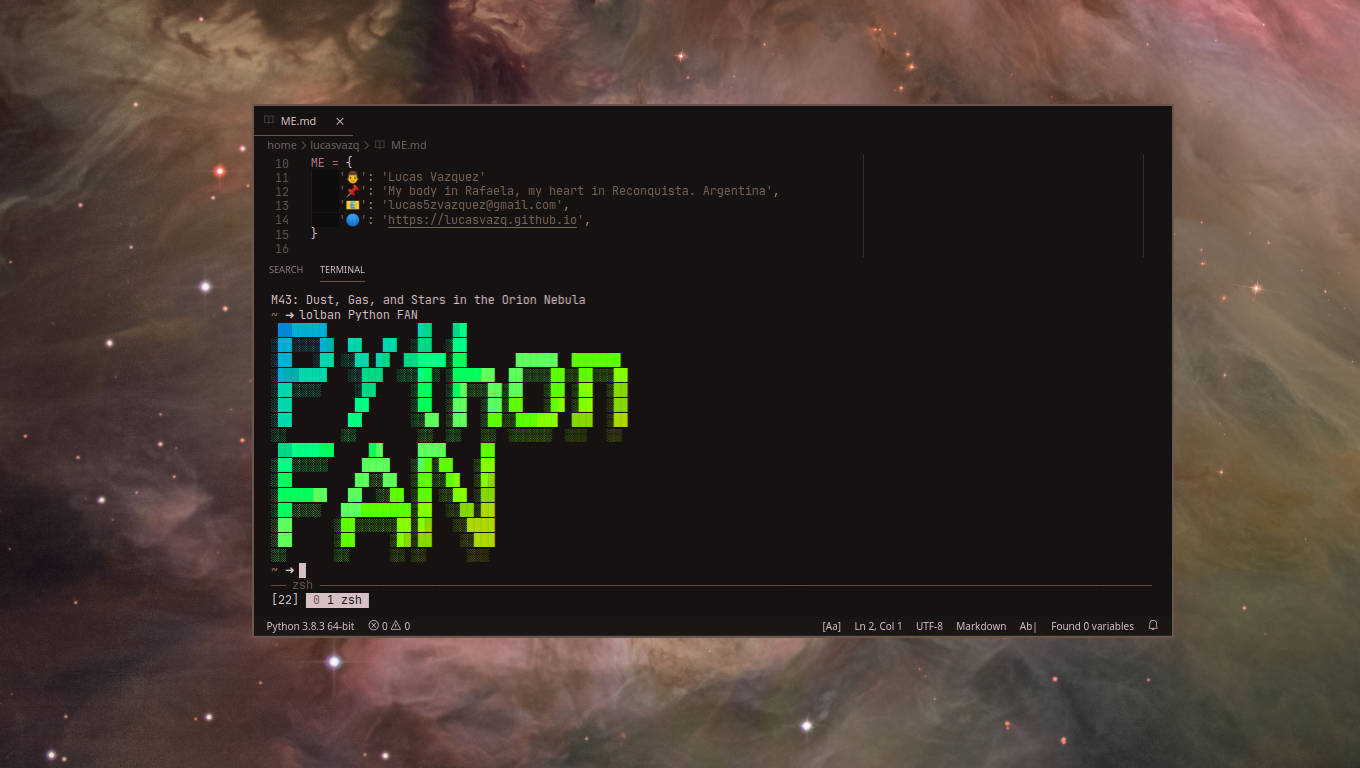 ME.md ×
home > lucasvazq > ME.md
10 ME = {
11 '👨': 'Lucas Vazquez'
12 '📌': 'My body in Rafaela, my heart in Reconquista. Argentina',
13 '📧': 'lucas5zvazquez@gmail.com',
14 '🌐': 'https://lucasvazq.github.io',
15 }
16
SEARCH TERMINAL
M43: Dust, Gas, and Stars in the Orion Nebula
~ ➜ lolban Python FAN
Python
FAN
~ ➜
zsh
[22] 0 1 zsh
Python 3.8.3 64-bit 0 0 [Aa] Ln 2, Col 1 UTF-8 Markdown Ab| Found 0 variables